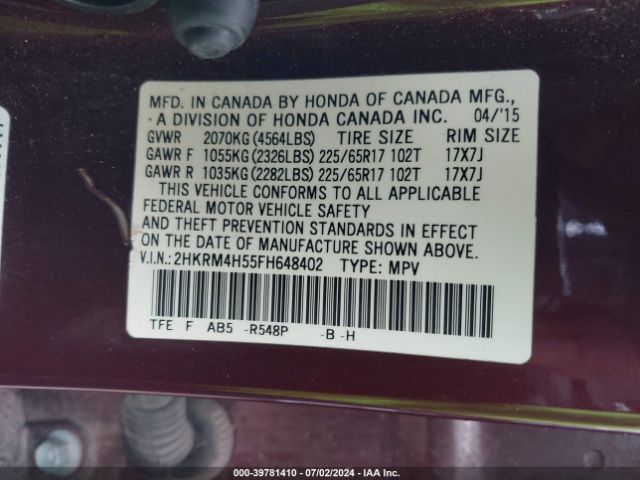 MFD. IN CANADA BY HONDA OF CANADA MFG.,
A DIVISION OF HONDA CANADA INC. 04/'15
GVWR 2070KG(4564LBS) TIRE SIZE RIM SIZE
GAWR F 1055KG(2326LBS) 225/65R17 102T 17X7J
GAWR R 1035KG(2282LBS) 225/65R17 102T 17X7J
THIS VEHICLE CONFORMS TO ALL APPLICABLE
FEDERAL MOTOR VEHICLE SAFETY
AND THEFT PREVENTION STANDARDS IN EFFECT
ON THE DATE OF MANUFACTURE SHOWN ABOVE.
V.I.N.:2HKRM4H55FH648402 TYPE: MPV
TFE F AB5 -R548P -B -H
000-39781410 - 07/02/2024 - IAA Inc.